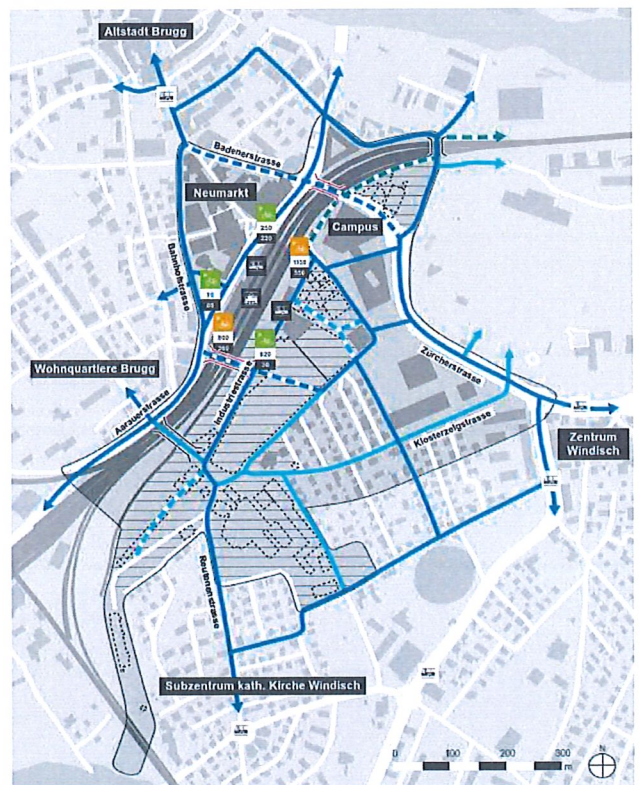 Altstadt Brugg
Badenerstrasse
Neumarkt
250
220
Campus
1150
Bahnhofstrasse
800
620
Wohnquartiere Brugg
Industriestrasse
Aarauerstrasse
Zürcherstrasse
Klosterzelgstrasse
Zentrum
Windisch
Reutenenstrasse
Subzentrum kath. Kirche Windisch
0 100 200 300
m
N